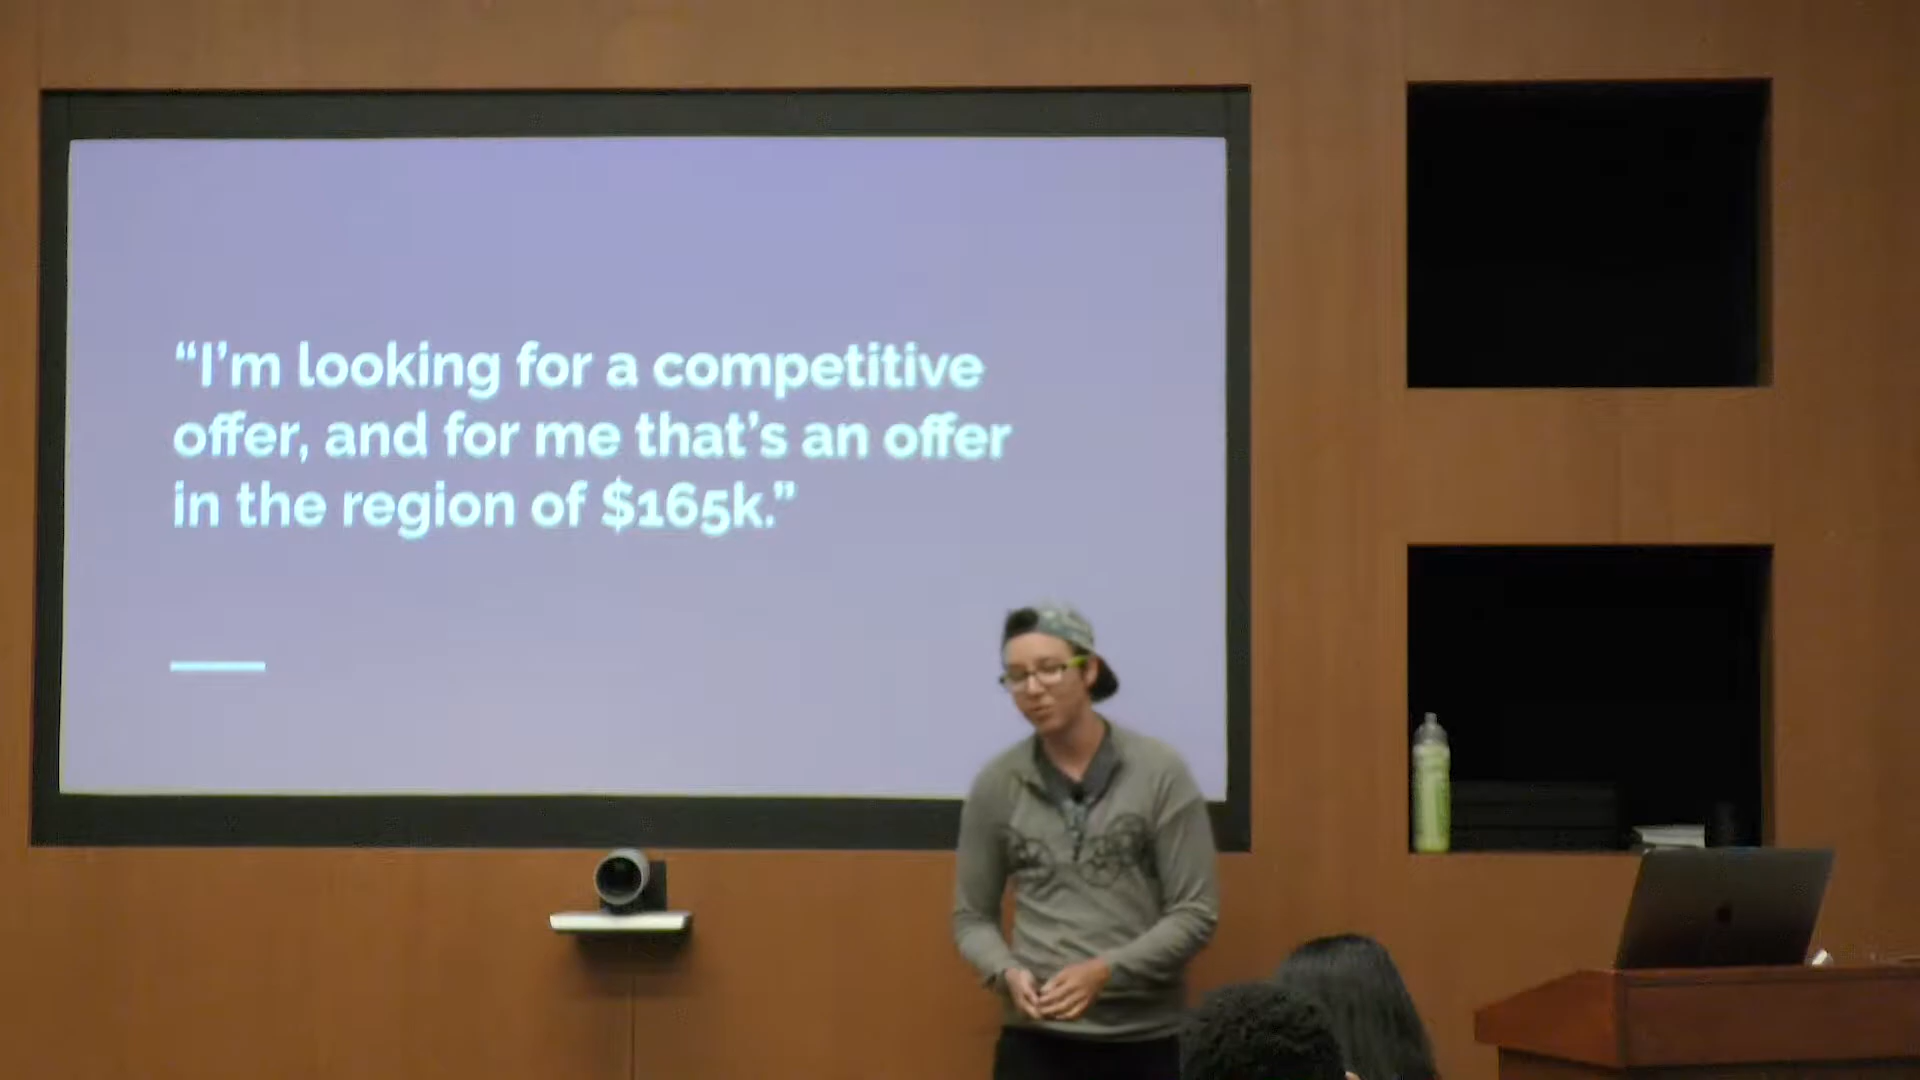 “I’m looking for a competitive
offer, and for me that’s an offer
in the region of $165k.”